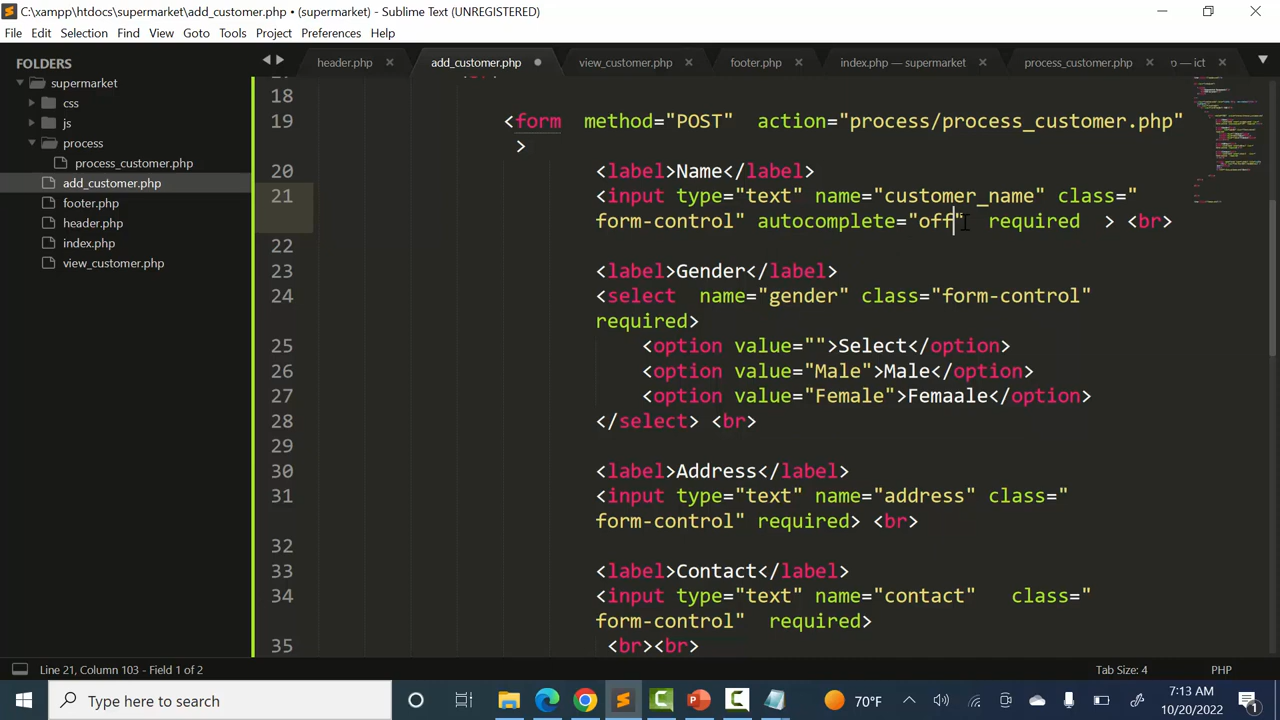 C:\xampp\htdocs\supermarket\add_customer.php • (supermarket) - Sublime Text (UNREGISTERED)
File Edit Selection Find View Goto Tools Project Preferences Help
FOLDERS
supermarket
css
js
process
process_customer.php
add_customer.php
footer.php
header.php
index.php
view_customer.php
header.php add_customer.php view_customer.php footer.php index.php — supermarket process_customer.php — ict
18
19 <form method="POST" action="process/process_customer.php"
>
20 <label>Name</label>
21 <input type="text" name="customer_name" class="
form-control" autocomplete="off" required > <br>
22
23 <label>Gender</label>
24 <select name="gender" class="form-control"
required>
25 <option value="">Select</option>
26 <option value="Male">Male</option>
27 <option value="Female">Femaale</option>
28 </select> <br>
29
30 <label>Address</label>
31 <input type="text" name="address" class="
form-control" required> <br>
32
33 <label>Contact</label>
34 <input type="text" name="contact" class="
form-control" required>
35 <br><br>
Line 21, Column 103 - Field 1 of 2 Tab Size: 4 PHP
Type here to search
70°F
7:13 AM
10/20/2022
1